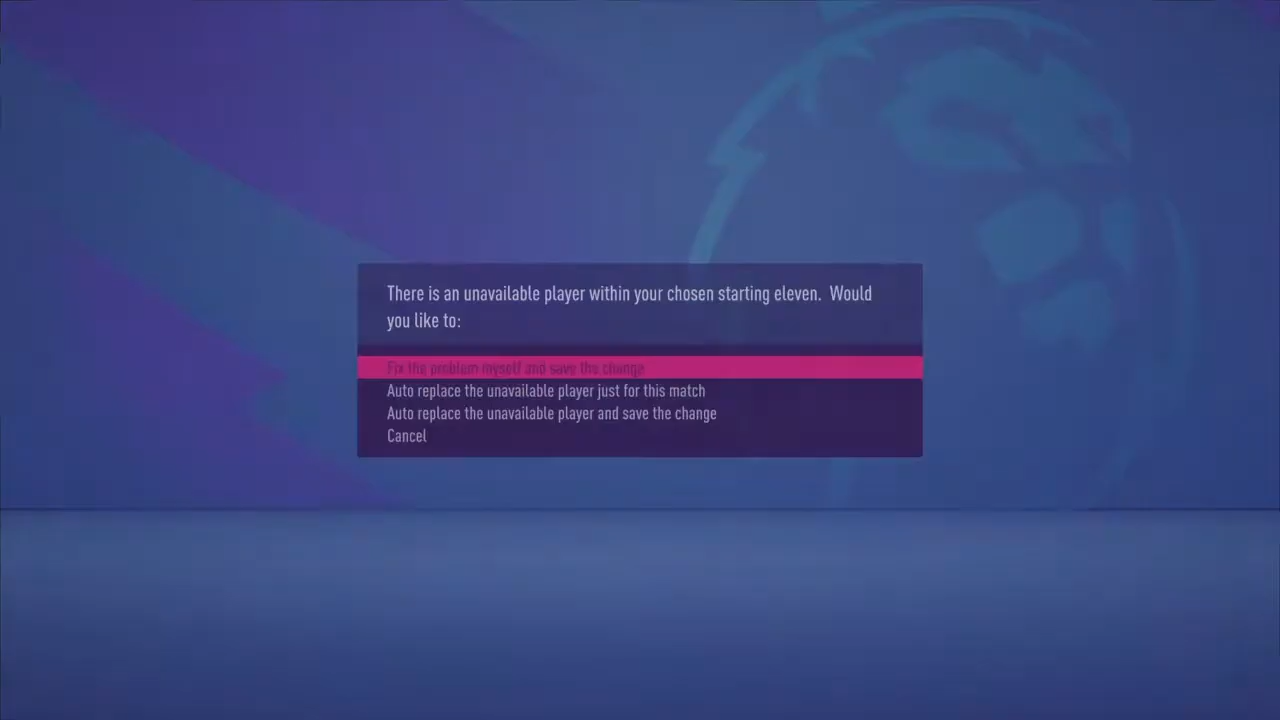 There is an unavailable player within your chosen starting eleven.  Would
you like to:
Fix the problem myself and save the change
Auto replace the unavailable player just for this match
Auto replace the unavailable player and save the change
Cancel